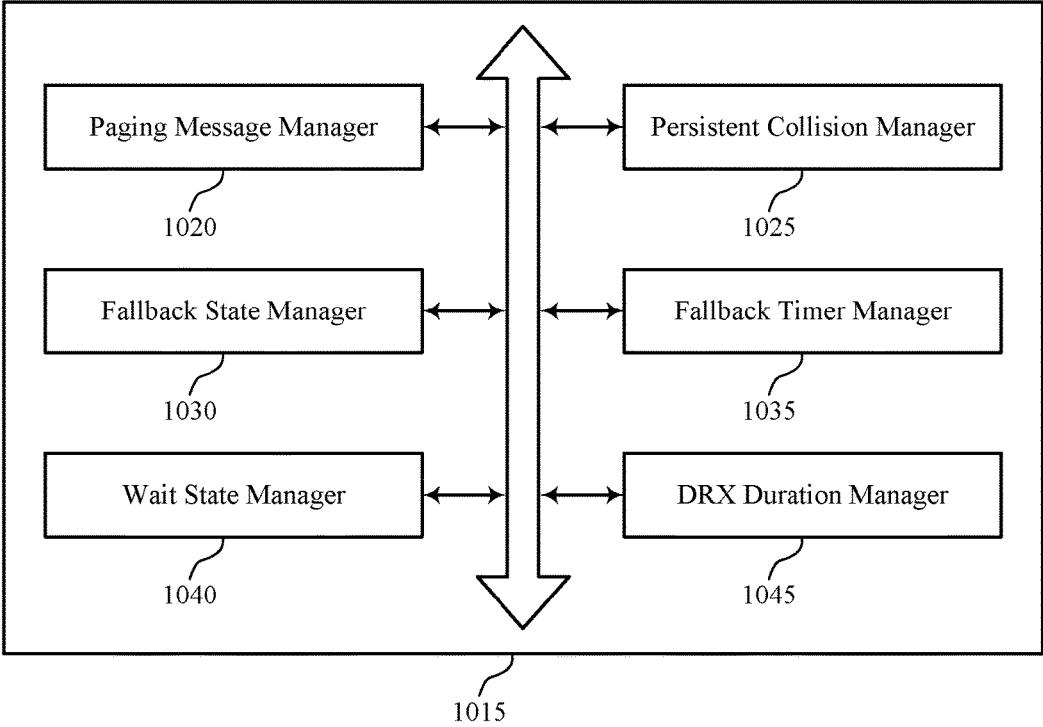 Paging Message Manager
Persistent Collision Manager
1020
1025
Fallback State Manager
Fallback Timer Manager
1030
1035
Wait State Manager
DRX Duration Manager
1040
1045
1015